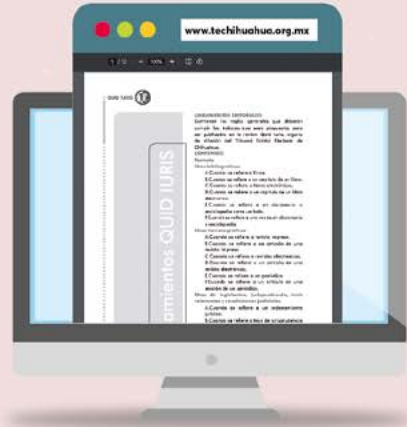 www.techihuahua.org.mx
1 / 12 - 100% +
QUID IURIS 12
amientos QUID IURIS
LINEAMIENTOS EDITORIALES
Contienen las reglas generales que deberán
cumplir los trabajos que sean propuestos para
ser publicados en la revista Quid Iuris, órgano
de difusión del Tribunal Estatal Electoral de
Chihuahua.
CONTENIDO
Formato
Citas bibliográficas
A Cuando se refiere a libros.
B Cuando se refiere a un capítulo de un libro.
C Cuando se refiere a libros electrónicos.
D Cuando se refiere a un capítulo de un libro
electrónico.
E Cuando se refiere a un diccionario o
enciclopedia como un todo.
F Cuando se refiere a una voz en un diccionario
o enciclopedia
Citas hemerográficas
A Cuando se refiere a revista impresa.
B Cuando se refiere a un artículo de una
revista impresa.
C Cuando se refiere a revistas electrónicas.
D Cuando se refiere a un artículo de una
revista electrónica.
E Cuando se refiere a un periódico.
F Cuando se refiere a un artículo de una
sección de un periódico.
Citas de legislación, jurisprudencia, tesis
relevantes y resoluciones judiciales
A Cuando se refiere a un ordenamiento
jurídico.
B Cuando se refiere a tesis de jurisprudencia